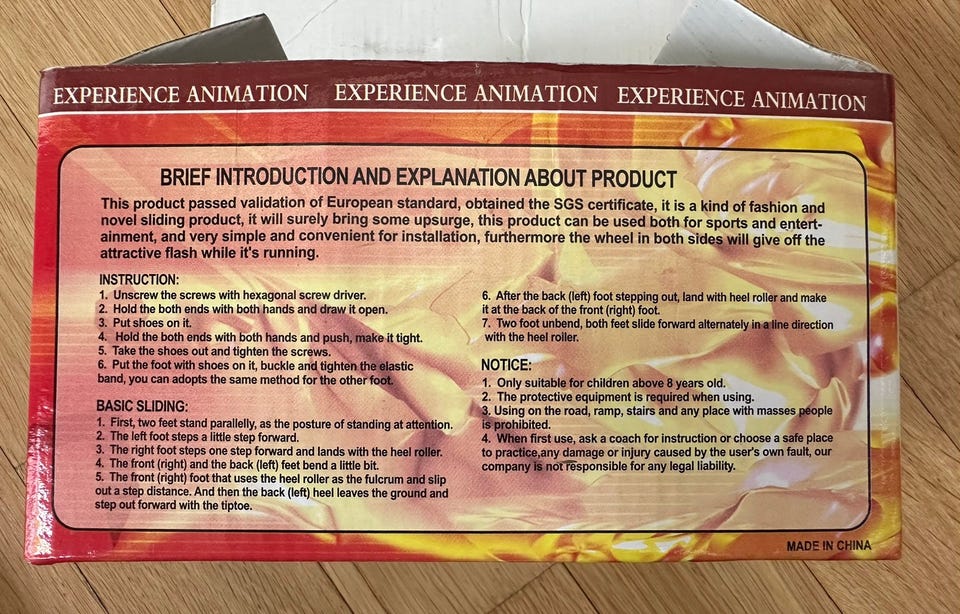 EXPERIENCE ANIMATION EXPERIENCE ANIMATION EXPERIENCE ANIMATION
BRIEF INTRODUCTION AND EXPLANATION ABOUT PRODUCT
This product passed validation of European standard, obtained the SGS certificate, it is a kind of fashion and
novel sliding product, it will surely bring some upsurge, this product can be used both for sports and entert-
ainment, and very simple and convenient for installation, furthermore the wheel in both sides will give off the
attractive flash while it's running.
INSTRUCTION:
1. Unscrew the screws with hexagonal screw driver.
2. Hold the both ends with both hands and draw it open.
3. Put shoes on it.
4. Hold the both ends with both hands and push, make it tight.
5. Take the shoes out and tighten the screws.
6. Put the foot with shoes on it, buckle and tighten the elastic
band, you can adopts the same method for the other foot.
BASIC SLIDING:
1. First, two feet stand parallelly, as the posture of standing at attention.
2. The left foot steps a little step forward.
3. The right foot steps one step forward and lands with the heel roller.
4. The front (right) and the back (left) feet bend a little bit.
5. The front (right) foot that uses the heel roller as the fulcrum and slip
out a step distance. And then the back (left) heel leaves the ground and
step out forward with the tiptoe.
6. After the back (left) foot stepping out, land with heel roller and make
it at the back of the front (right) foot.
7. Two foot unbend, both feet slide forward alternately in a line direction
with the heel roller.
NOTICE:
1. Only suitable for children above 8 years old.
2. The protective equipment is required when using.
3. Using on the road, ramp, stairs and any place with masses people
is prohibited.
4. When first use, ask a coach for instruction or choose a safe place
to practice,any damage or injury caused by the user's own fault, our
company is not responsible for any legal liability.
MADE IN CHINA